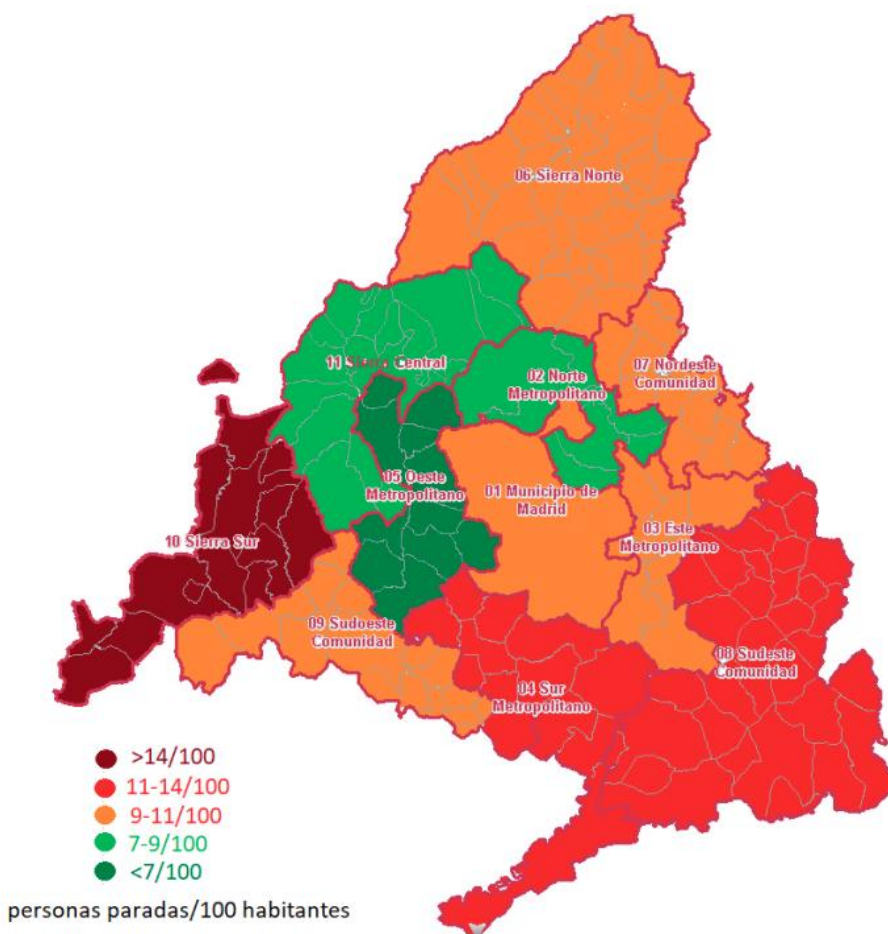 06 Sierra Norte
07 Nordeste
Comunidad
11 Sierra Central
02 Norte
Metropolitano
05 Oeste
Metropolitano
01 Municipio de
Madrid
03 Este
Metropolitano
10 Sierra Sur
09 Sudoeste
Comunidad
08 Sudeste
Comunidad
04 Sur
Metropolitano
>14/100
11-14/100
9-11/100
7-9/100
<7/100
personas paradas/100 habitantes